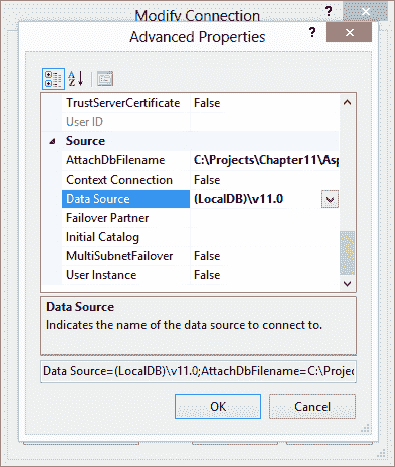 Modify Connection ?
Advanced Properties ?
TrustServerCertificate False
User ID
Source
AttachDbFilename C:\Projects\Chapter11\Asp
Context Connection False
Data Source (LocalDB)\v11.0
Failover Partner
Initial Catalog
MultiSubnetFailover False
User Instance False
Data Source
Indicates the name of the data source to connect to.
Data Source=(LocalDB)\v11.0;AttachDbFilename=C:\Projec
OK Cancel